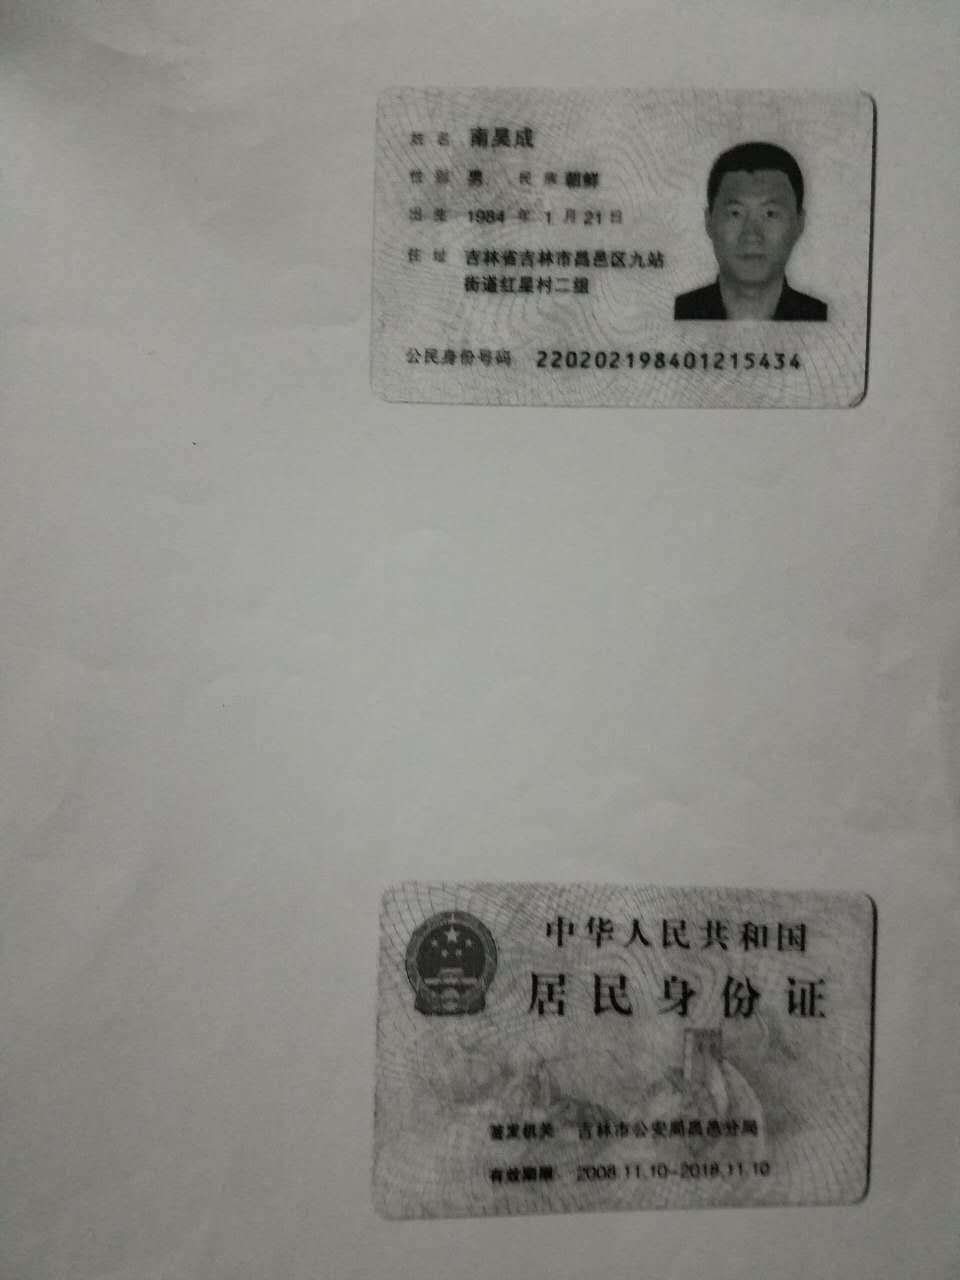 姓名 南昊成
性别 男 民族 朝鲜
出生 1984 年 1 月 21 日
住址 吉林省吉林市昌邑区九站
街道红星村二组
公民身份号码 220202198401215434
中华人民共和国
居民身份证
签发机关 吉林市公安局昌邑分局
有效期限 2008.11.10-2018.11.10